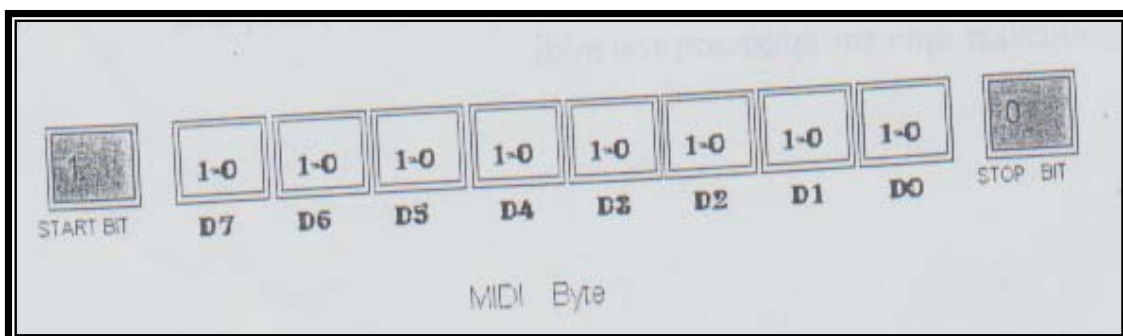 1 1-0 1-0 1-0 1-0 1-0 1-0 1-0 1-0 0
START BIT D7 D6 D5 D4 D3 D2 D1 D0 STOP BIT
MIDI Byte